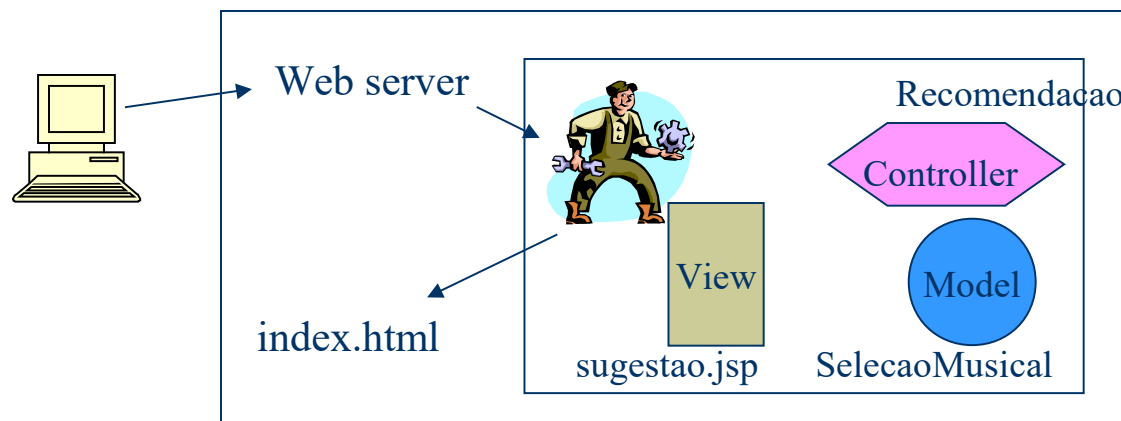 Web server
Recomendacao
Controller
View
Model
index.html
sugestao.jsp
SelecaoMusical